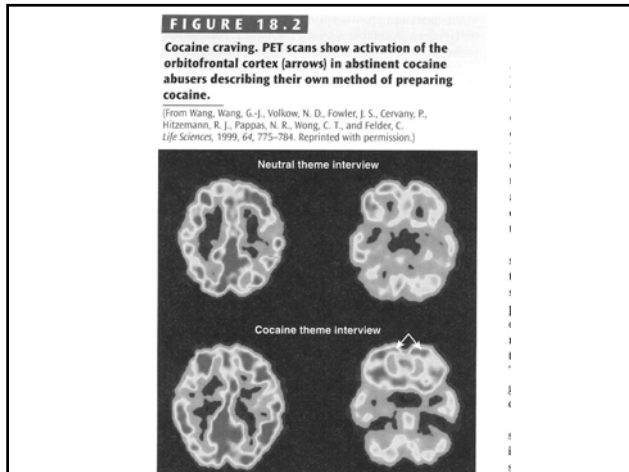 FIGURE 18.2
Cocaine craving. PET scans show activation of the
orbitofrontal cortex (arrows) in abstinent cocaine
abusers describing their own method of preparing
cocaine.
(From Wang, Wang, G.-J., Volkow, N. D., Fowler, J. S., Cervany, P.,
Hitzemann, R. J., Pappas, N. R., Wong, C. T., and Felder, C.
Life Sciences, 1999, 64, 775–784. Reprinted with permission.)
Neutral theme interview
Cocaine theme interview